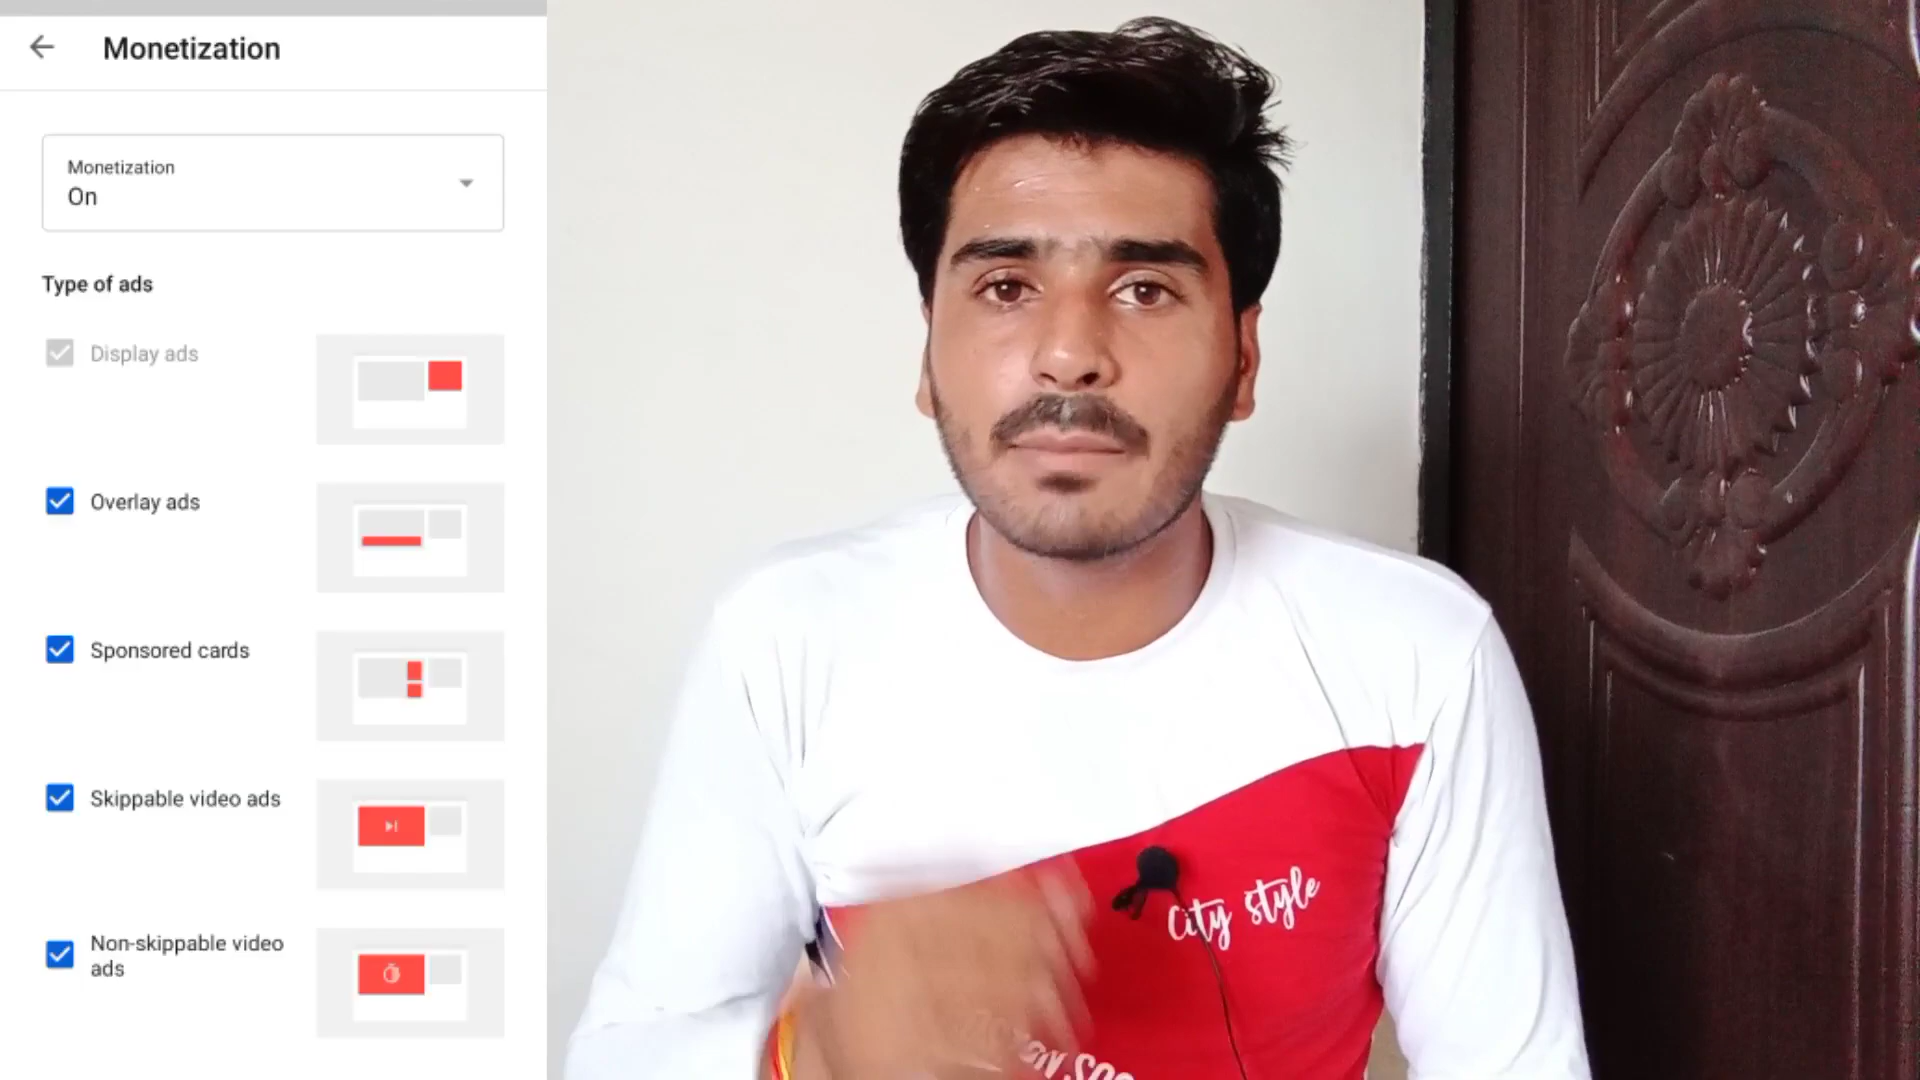 Monetization
Monetization
On
Type of ads
Display ads
Overlay ads
Sponsored cards
Skippable video ads
Non-skippable video
ads
City style